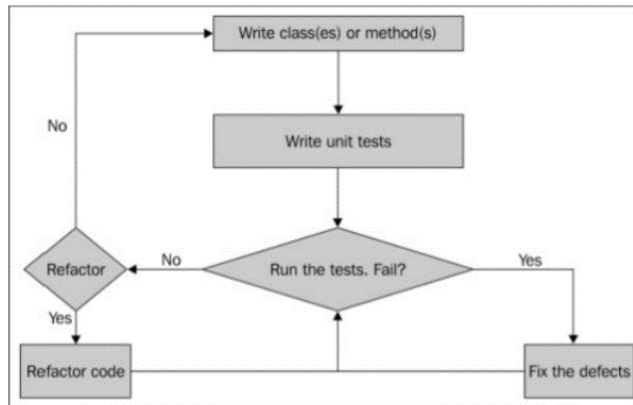 Write class(es) or method(s)
No
Write unit tests
Refactor
No
Run the tests. Fail?
Yes
Yes
Refactor code
Fix the defects